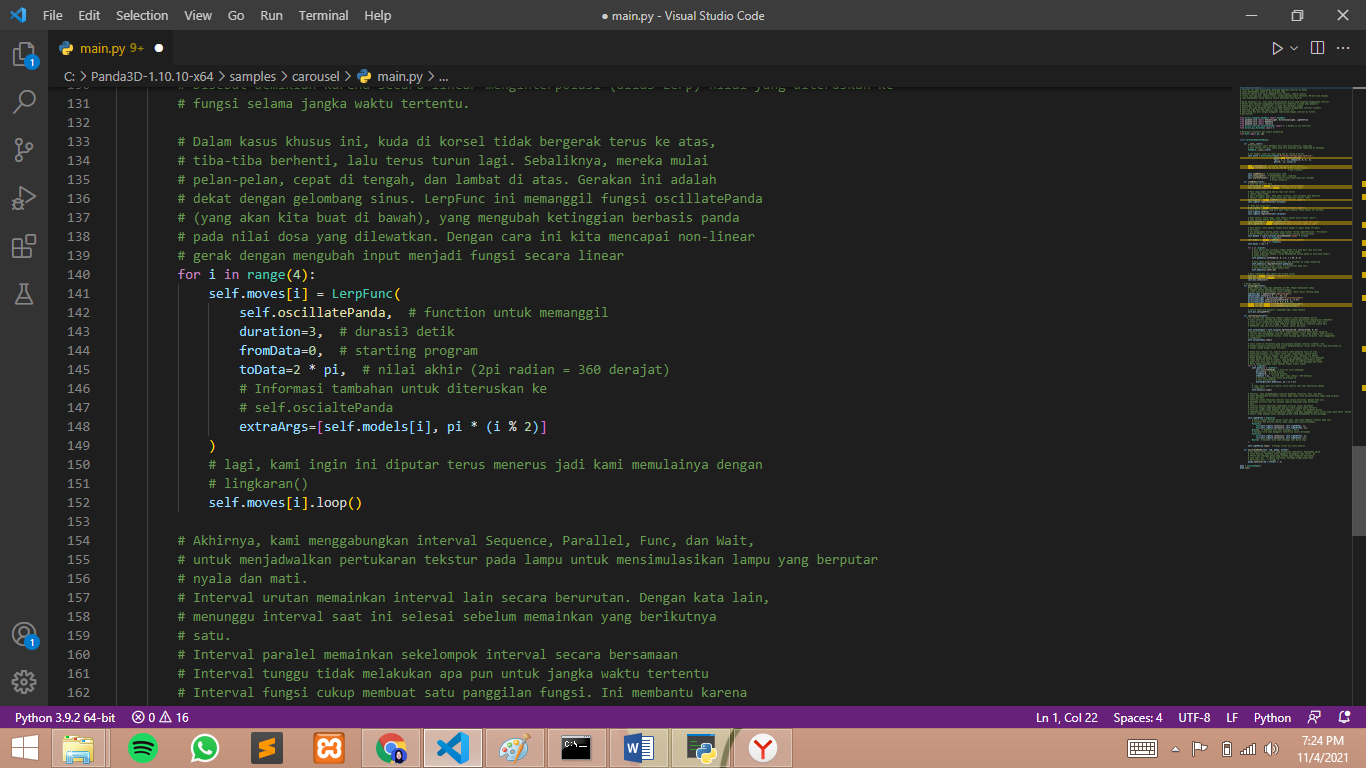 File Edit Selection View Go Run Terminal Help
● main.py - Visual Studio Code
main.py 9+ ●
C: > Panda3D-1.10.10-x64 > samples > carousel > main.py > ...
131 # fungsi selama jangka waktu tertentu.
132
133 # Dalam kasus khusus ini, kuda di korsel tidak bergerak terus ke atas,
134 # tiba-tiba berhenti, lalu terus turun lagi. Sebaliknya, mereka mulai
135 # pelan-pelan, cepat di tengah, dan lambat di atas. Gerakan ini adalah
136 # dekat dengan gelombang sinus. LerpFunc ini memanggil fungsi oscillatePanda
137 # (yang akan kita buat di bawah), yang mengubah ketinggian berbasis panda
138 # pada nilai dosa yang dilewatkan. Dengan cara ini kita mencapai non-linear
139 # gerak dengan mengubah input menjadi fungsi secara linear
140 for i in range(4):
141 self.moves[i] = LerpFunc(
142 self.oscillatePanda,  # function untuk memanggil
143 duration=3,  # durasi3 detik
144 fromData=0,  # starting program
145 toData=2 * pi,  # nilai akhir (2pi radian = 360 derajat)
146 # Informasi tambahan untuk diteruskan ke
147 # self.oscialtePanda
148 extraArgs=[self.models[i], pi * (i % 2)]
149 )
150 # lagi, kami ingin ini diputar terus menerus jadi kami memulainya dengan
151 # lingkaran()
152 self.moves[i].loop()
153
154 # Akhirnya, kami menggabungkan interval Sequence, Parallel, Func, dan Wait,
155 # untuk menjadwalkan pertukaran tekstur pada lampu untuk mensimulasikan lampu yang berputar
156 # nyala dan mati.
157 # Interval urutan memainkan interval lain secara berurutan. Dengan kata lain,
158 # menunggu interval saat ini selesai sebelum memainkan yang berikutnya
159 # satu.
160 # Interval paralel memainkan sekelompok interval secara bersamaan
161 # Interval tunggu tidak melakukan apa pun untuk jangka waktu tertentu
162 # Interval fungsi cukup membuat satu panggilan fungsi. Ini membantu karena
Python 3.9.2 64-bit 0 16 Ln 1, Col 22 Spaces: 4 UTF-8 LF Python
7:24 PM
11/4/2021